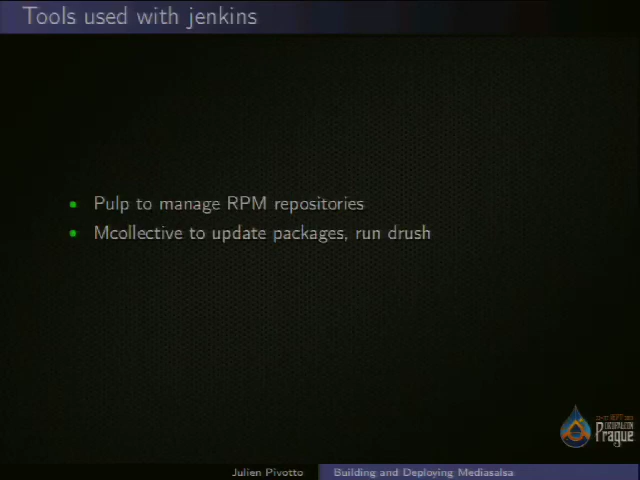 Tools used with jenkins
Pulp to manage RPM repositories
Mcollective to update packages, run drush
DRUPALCON
Prague
Julien Pivotto
Building and Deploying Mediasalsa